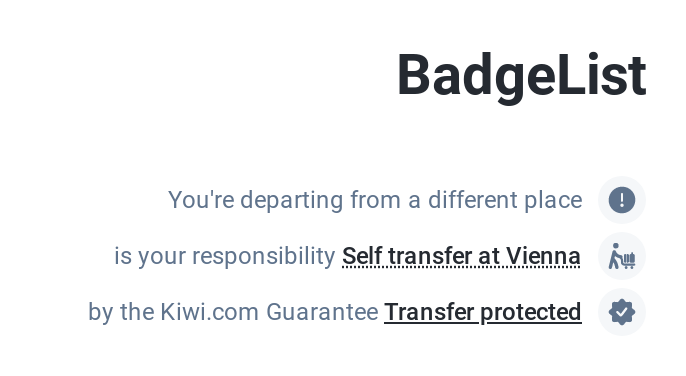 BadgeList
You're departing from a different place
is your responsibility Self transfer at Vienna
by the Kiwi.com Guarantee Transfer protected